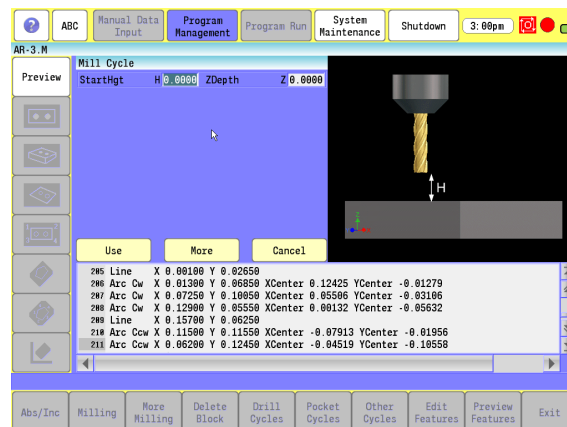 ? ABC Manual Data Input Program Management Program Run System Maintenance Shutdown 3:00pm
AR-3.M
Mill Cycle
Preview
StartHgt H 0.0000 ZDepth Z 0.0000
H
Z
Use More Cancel
205 Line X 0.00100 Y 0.02650
206 Arc Cw X 0.01300 Y 0.06850 XCenter 0.12425 YCenter -0.01279
207 Arc Cw X 0.07250 Y 0.10050 XCenter 0.05506 YCenter -0.03106
208 Arc Cw X 0.12900 Y 0.05550 XCenter 0.00132 YCenter -0.05632
209 Line X 0.15700 Y 0.06250
210 Arc Ccw X 0.11500 Y 0.11550 XCenter -0.07913 YCenter -0.01956
211 Arc Ccw X 0.06200 Y 0.12450 XCenter -0.04519 YCenter -0.10558
Abs/Inc Milling More Milling Delete Block Drill Cycles Pocket Cycles Other Cycles Edit Features Preview Features Exit